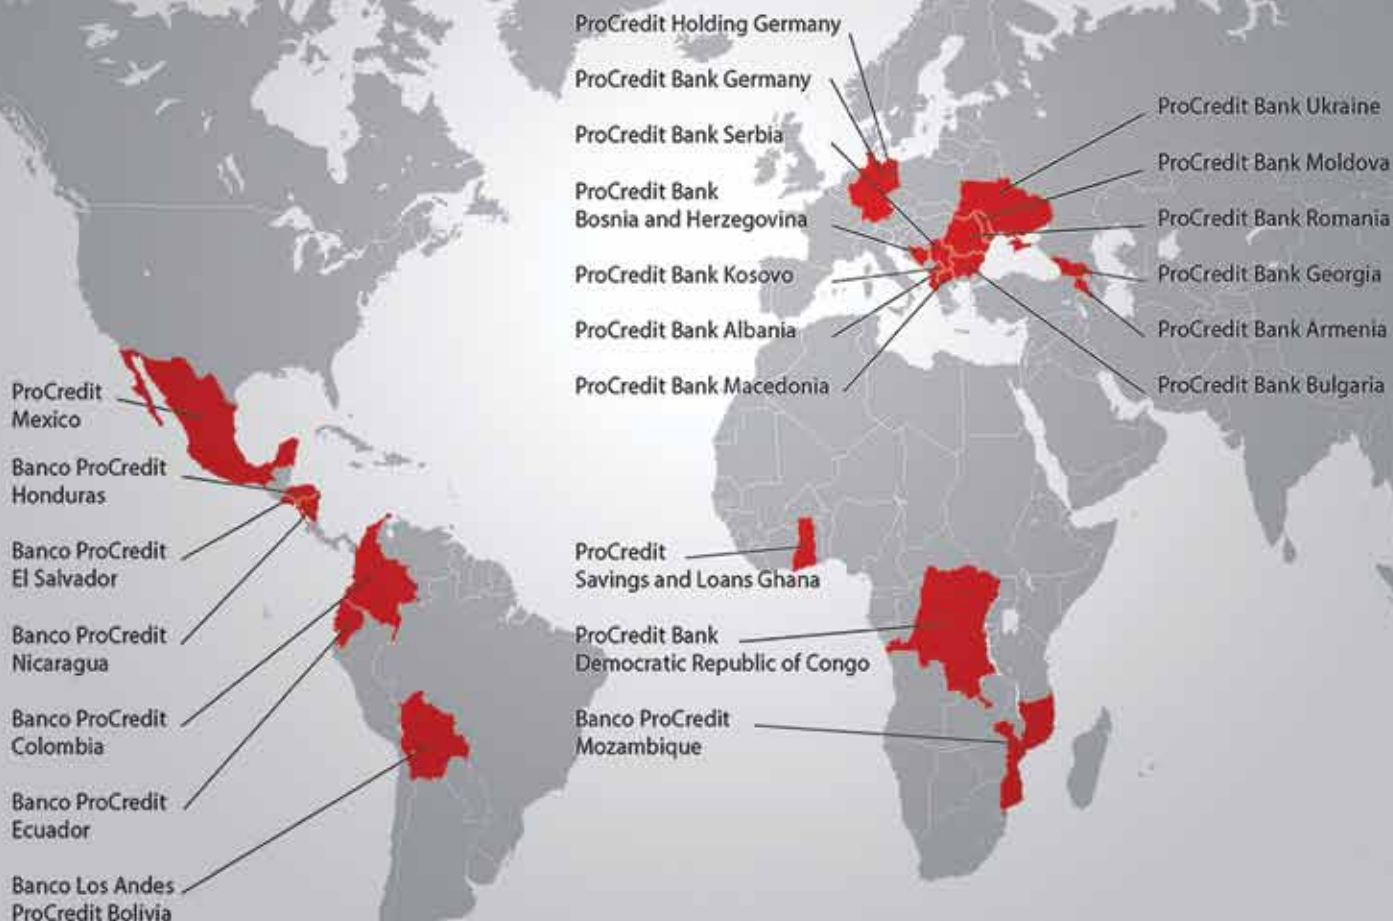 ProCredit Holding Germany
ProCredit Bank Germany
ProCredit Bank Serbia
ProCredit Bank
Bosnia and Herzegovina
ProCredit Bank Kosovo
ProCredit Bank Albania
ProCredit Bank Macedonia
ProCredit Bank Ukraine
ProCredit Bank Moldova
ProCredit Bank Romania
ProCredit Bank Georgia
ProCredit Bank Armenia
ProCredit Bank Bulgaria
ProCredit
Mexico
Banco ProCredit
Honduras
Banco ProCredit
El Salvador
Banco ProCredit
Nicaragua
Banco ProCredit
Colombia
Banco ProCredit
Ecuador
Banco Los Andes
ProCredit Bolivia
ProCredit
Savings and Loans Ghana
ProCredit Bank
Democratic Republic of Congo
Banco ProCredit
Mozambique